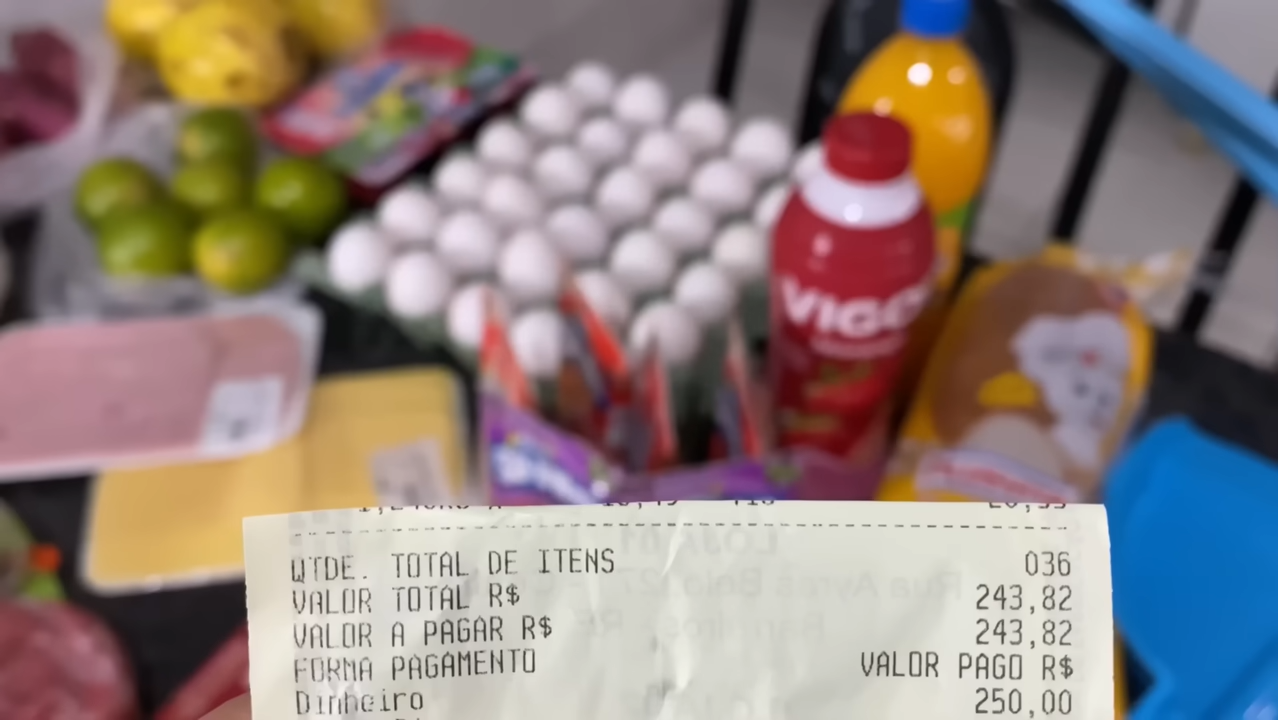 VIGO
QTDE. TOTAL DE ITENS 036
VALOR TOTAL R$ 243,82
VALOR A PAGAR R$ 243,82
FORMA PAGAMENTO VALOR PAGO R$
Dinheiro 250,00